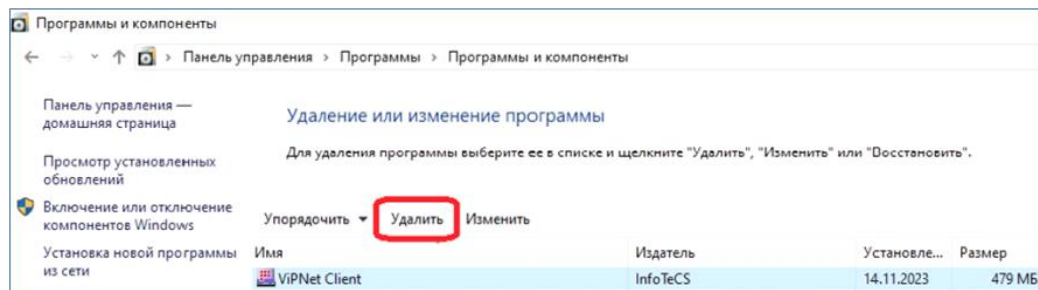 Программы и компоненты
Панель управления > Программы > Программы и компоненты
Панель управления —
домашняя страница
Удаление или изменение программы
Для удаления программы выберите ее в списке и щелкните "Удалить", "Изменить" или "Восстановить".
Просмотр установленных
обновлений
Включение или отключение
компонентов Windows
Упорядочить Удалить Изменить
Установка новой программы
из сети
Имя Издатель Установле... Размер
ViPNet Client InfoTeCS 14.11.2023 479 МБ